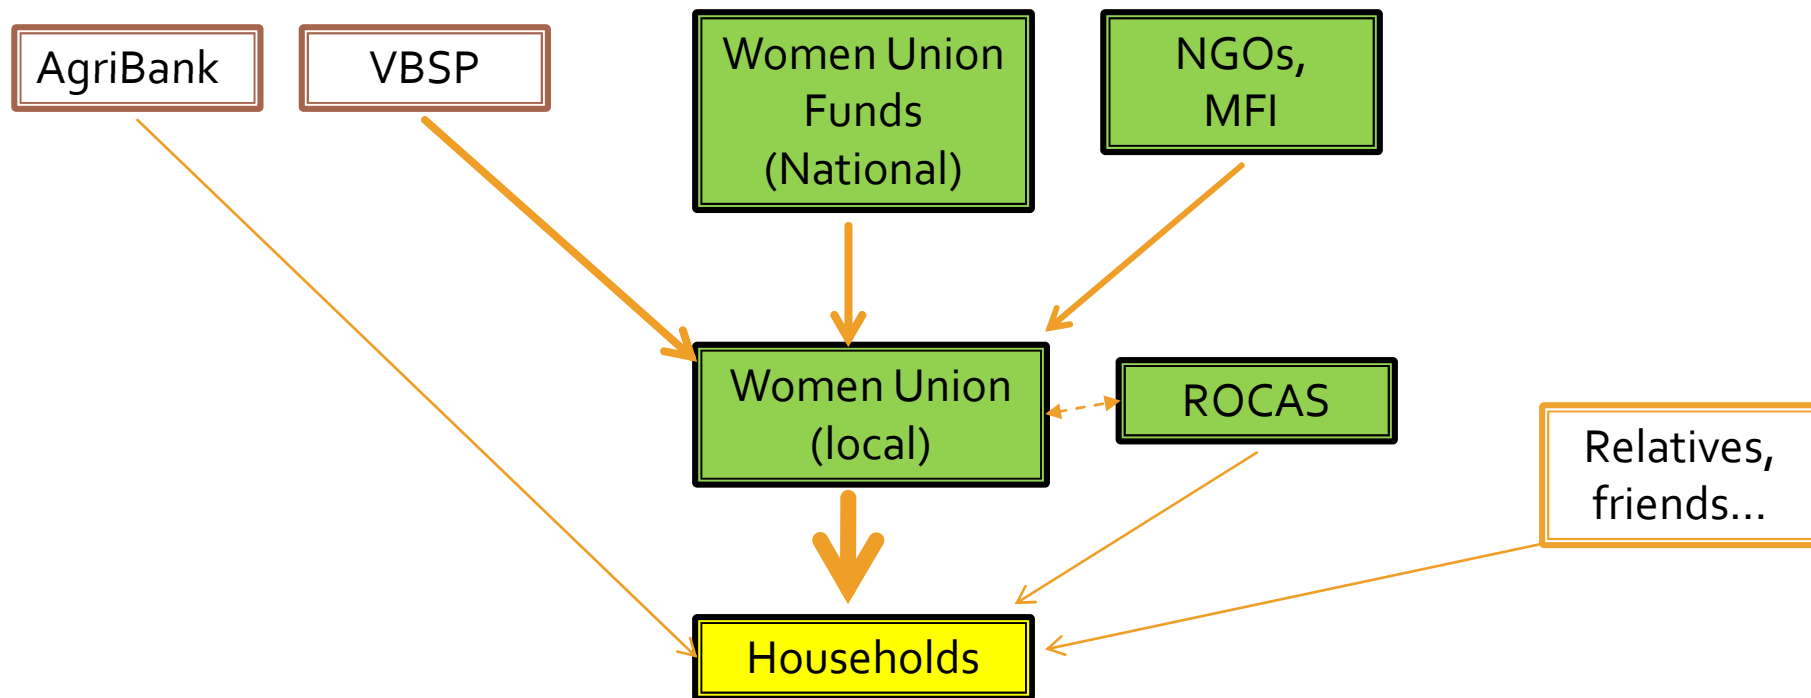 AgriBank
VBSP
Women Union
Funds
(National)
NGOs,
MFI
Women Union
(local)
ROCAS
Relatives,
friends...
Households